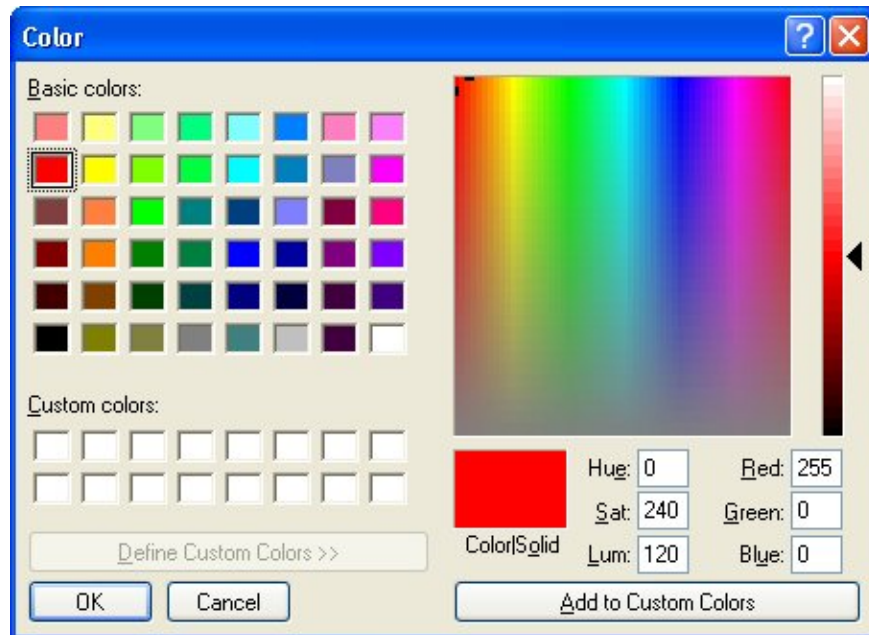 Color
Basic colors:
Custom colors:
Define Custom Colors >>
OK Cancel
Color|Solid
Hue: 0 Red: 255
Sat: 240 Green: 0
Lum: 120 Blue: 0
Add to Custom Colors